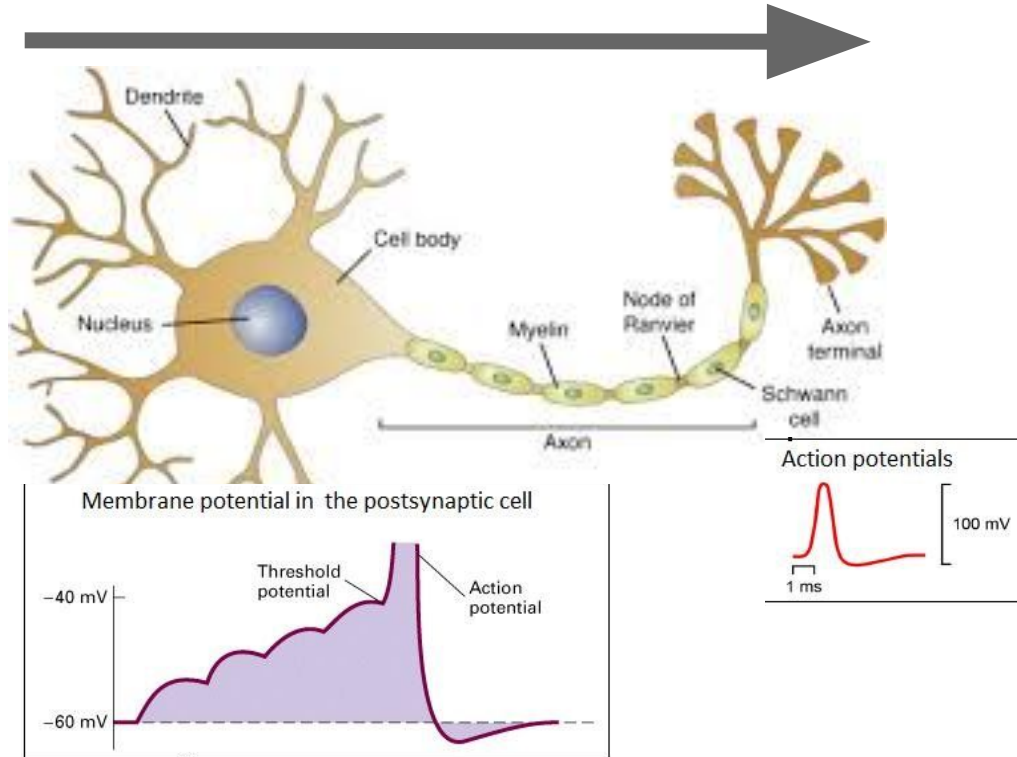 Dendrite
Cell body
Nucleus
Myelin
Node of
Ranvier
Axon
terminal
Schwann
cell
Axon
Action potentials
100 mV
1 ms
Membrane potential in the postsynaptic cell
Threshold
potential
Action
potential
−40 mV
−60 mV